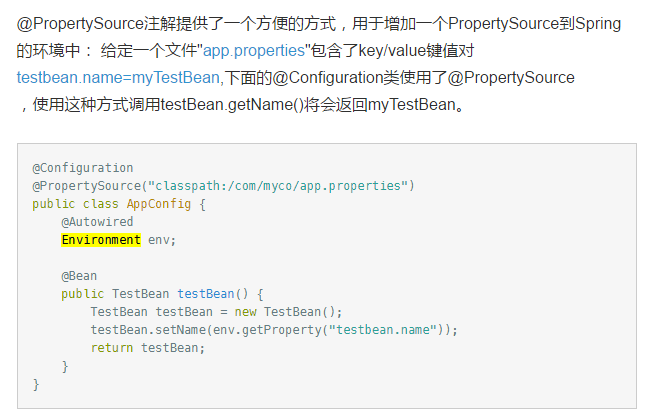 @PropertySource注解提供了一个方便的方式，用于增加一个PropertySource到Spring
的环境中： 给定一个文件"app.properties"包含了key/value键值对
testbean.name=myTestBean,下面的@Configuration类使用了@PropertySource
，使用这种方式调用testBean.getName()将会返回myTestBean。
@Configuration
@PropertySource("classpath:/com/myco/app.properties")
public class AppConfig {
    @Autowired
    Environment env;
    @Bean
    public TestBean testBean() {
        TestBean testBean = new TestBean();
        testBean.setName(env.getProperty("testbean.name"));
        return testBean;
    }
}